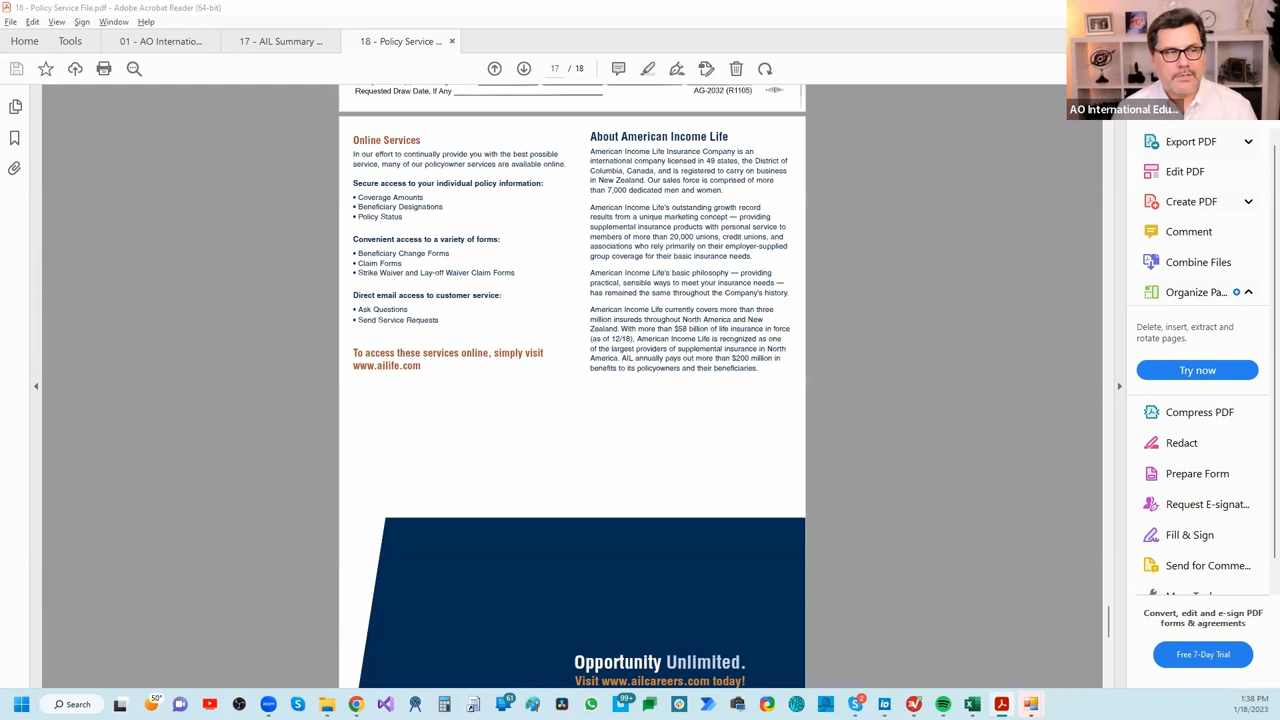 18 - Policy Service File.pdf - Adobe Acrobat Reader (64-bit)
File Edit View Sign Window Help
Home Tools 01 - AO Internatio... 17 - AIL Summary ... 18 - Policy Service ... ×
17 / 18
Requested Draw Date, If Any
AG-2032 (R1105)
Online Services
In our effort to continually provide you with the best possible
service, many of our policyowner services are available online.
Secure access to your individual policy information:
• Coverage Amounts
• Beneficiary Designations
• Policy Status
Convenient access to a variety of forms:
• Beneficiary Change Forms
• Claim Forms
• Strike Waiver and Lay-off Waiver Claim Forms
Direct email access to customer service:
• Ask Questions
• Send Service Requests
To access these services online, simply visit
www.ailife.com
About American Income Life
American Income Life Insurance Company is an
international company licensed in 49 states, the District of
Columbia, Canada, and is registered to carry on business
in New Zealand. Our sales force is comprised of more
than 7,000 dedicated men and women.
American Income Life's outstanding growth record
results from a unique marketing concept — providing
supplemental insurance products with personal service to
members of more than 20,000 unions, credit unions, and
associations who rely primarily on their employer-supplied
group coverage for their basic insurance needs.
American Income Life's basic philosophy — providing
practical, sensible ways to meet your insurance needs —
has remained the same throughout the Company's history.
American Income Life currently covers more than three
million insureds throughout North America and New
Zealand. With more than $58 billion of life insurance in force
(as of 12/18), American Income Life is recognized as one
of the largest providers of supplemental insurance in North
America. AIL annually pays out more than $200 million in
benefits to its policyowners and their beneficiaries.
Opportunity Unlimited.
Visit www.ailcareers.com today!
AO International Edu...
Export PDF
Edit PDF
Create PDF
Comment
Combine Files
Organize Pa...
Delete, insert, extract and
rotate pages.
Try now
Compress PDF
Redact
Prepare Form
Request E-signat...
Fill & Sign
Send for Comme...
Convert, edit and e-sign PDF
forms & agreements
Free 7-Day Trial
Search
50°
61
99+
2
1:38 PM
1/18/2023